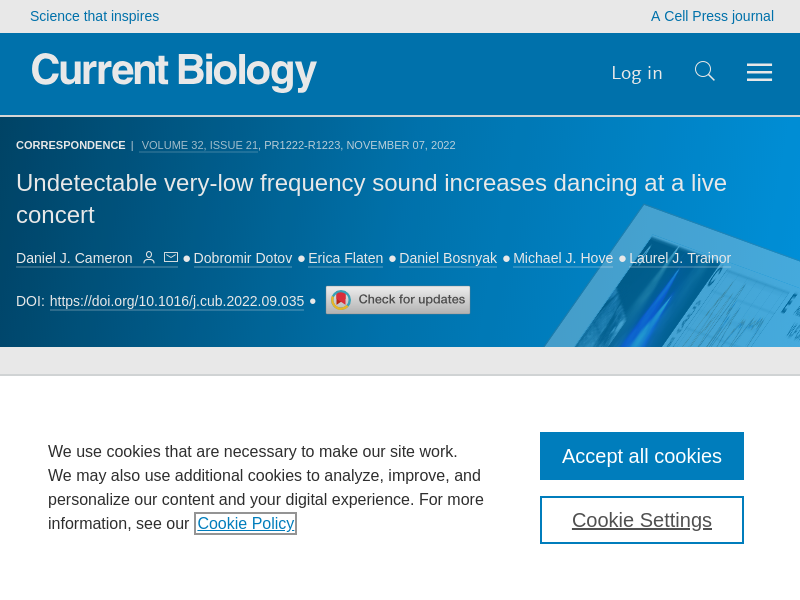 Science that inspires
A Cell Press journal
Current Biology
Log in
CORRESPONDENCE | VOLUME 32, ISSUE 21, PR1222-R1223, NOVEMBER 07, 2022
Undetectable very-low frequency sound increases dancing at a live
concert
Daniel J. Cameron ● Dobromir Dotov ● Erica Flaten ● Daniel Bosnyak ● Michael J. Hove ● Laurel J. Trainor
DOI: https://doi.org/10.1016/j.cub.2022.09.035 ● Check for updates
We use cookies that are necessary to make our site work.
We may also use additional cookies to analyze, improve, and
personalize our content and your digital experience. For more
information, see our Cookie Policy
Accept all cookies
Cookie Settings